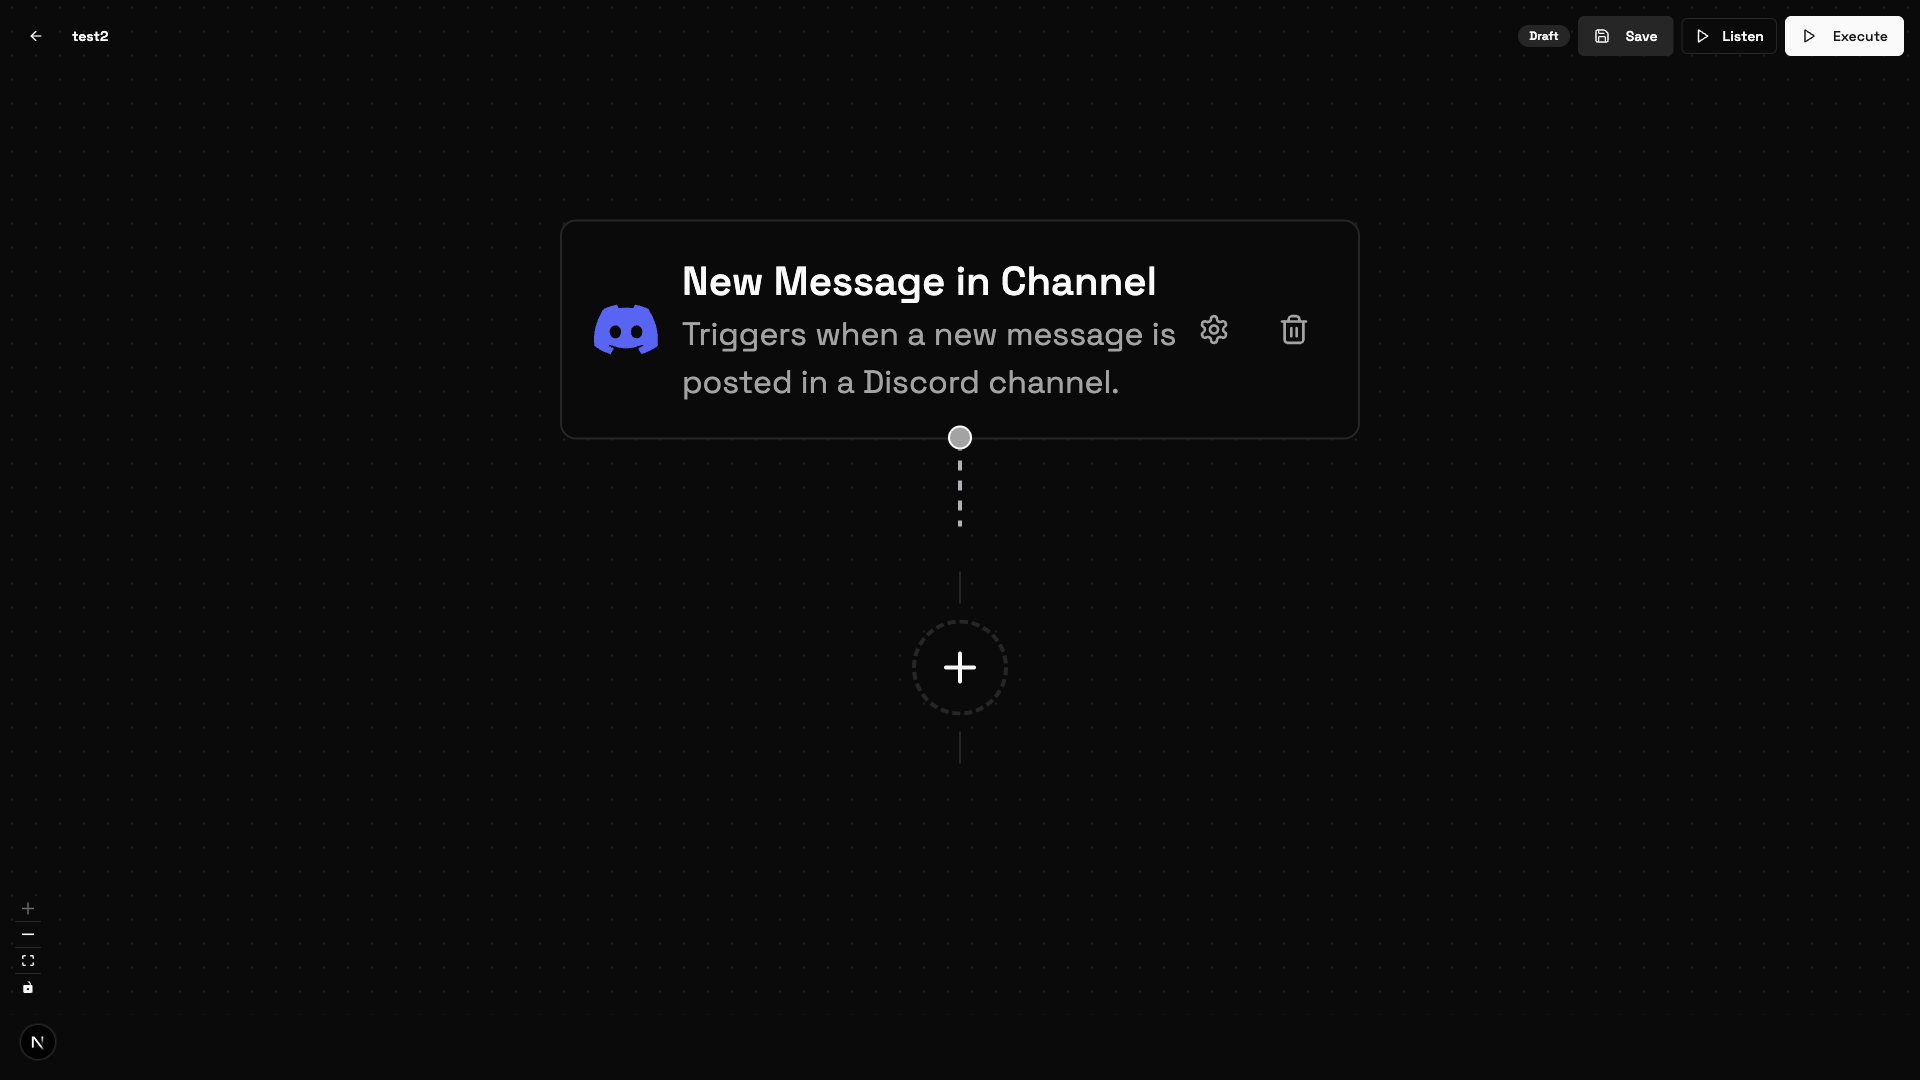 test2
Draft
Save
Listen
Execute
New Message in Channel
Triggers when a new message is
posted in a Discord channel.
N